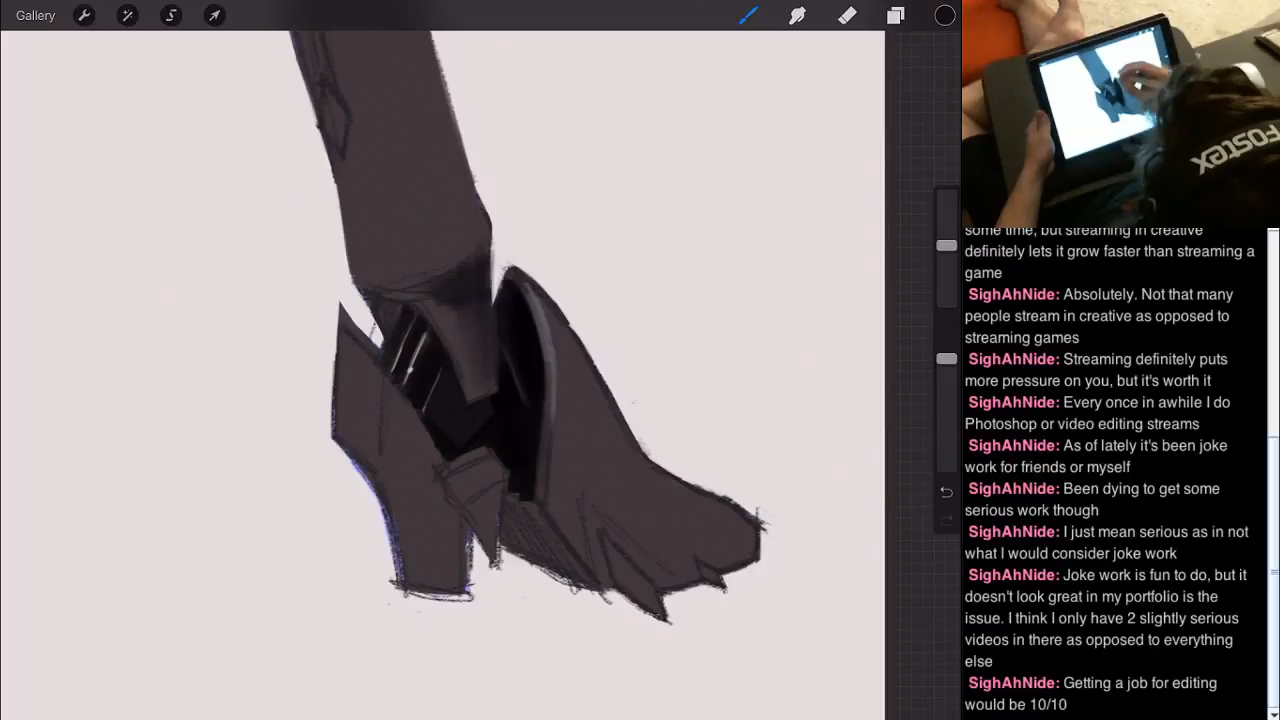 Gallery
FOSTEX
some time, but streaming in creative
definitely lets it grow faster than streaming a
game
SighAhNide: Absolutely. Not that many
people stream in creative as opposed to
streaming games
SighAhNide: Streaming definitely puts
more pressure on you, but it's worth it
SighAhNide: Every once in awhile I do
Photoshop or video editing streams
SighAhNide: As of lately it's been joke
work for friends or myself
SighAhNide: Been dying to get some
serious work though
SighAhNide: I just mean serious as in not
what I would consider joke work
SighAhNide: Joke work is fun to do, but it
doesn't look great in my portfolio is the
issue. I think I only have 2 slightly serious
videos in there as opposed to everything
else
SighAhNide: Getting a job for editing
would be 10/10